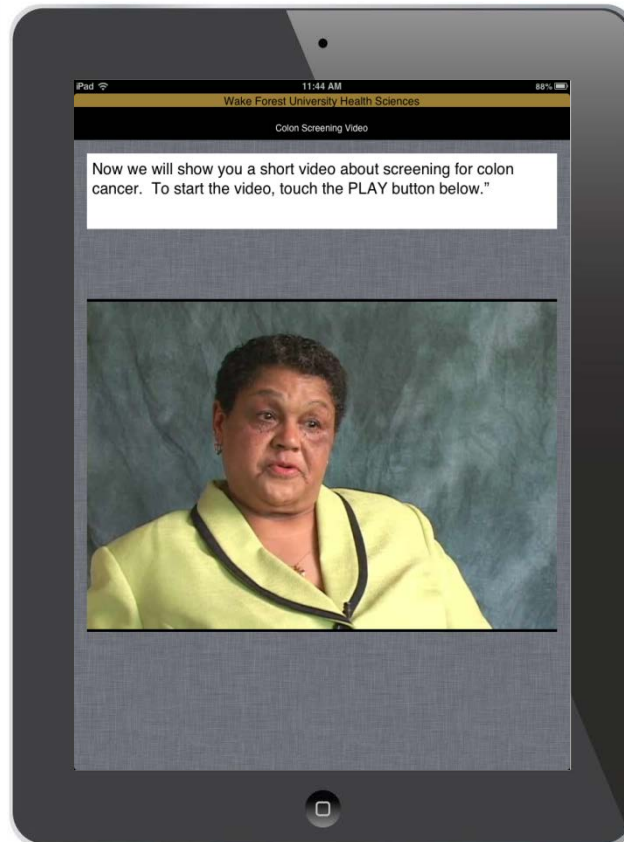 iPad 11:44 AM 88%
Wake Forest University Health Sciences
Colon Screening Video
Now we will show you a short video about screening for colon
cancer.  To start the video, touch the PLAY button below.”